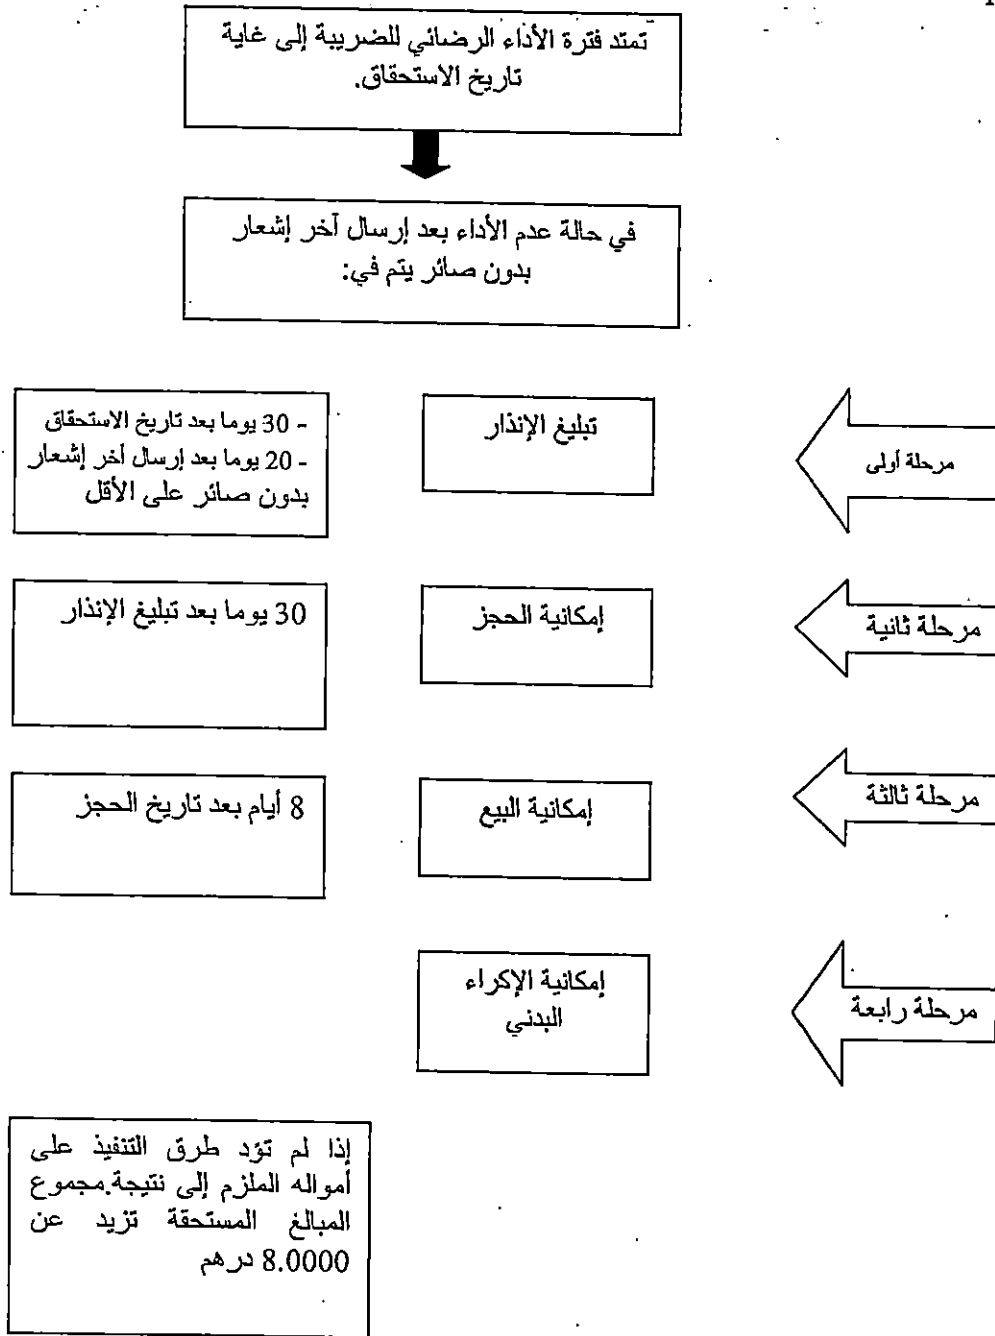 تمتد فترة الأداء الرضائي للضريبة إلى غاية
تاريخ الاستحقاق.
في حالة عدم الأداء بعد إرسال آخر إشعار
بدون صائر يتم في:
مرحلة أولى
تبليغ الإنذار
- 30 يوما بعد تاريخ الاستحقاق
- 20 يوما بعد إرسال أخر إشعار
بدون صائر على الأقل
مرحلة ثانية
إمكانية الحجز
30 يوما بعد تبليغ الإنذار
مرحلة ثالثة
إمكانية البيع
8 أيام بعد تاريخ الحجز
مرحلة رابعة
إمكانية الإكراء
البدني
إذا لم تؤد طرق التنفيذ على
أمواله الملزم إلى نتيجة.مجموع
المبالغ المستحقة تزيد عن
8.0000 درهم